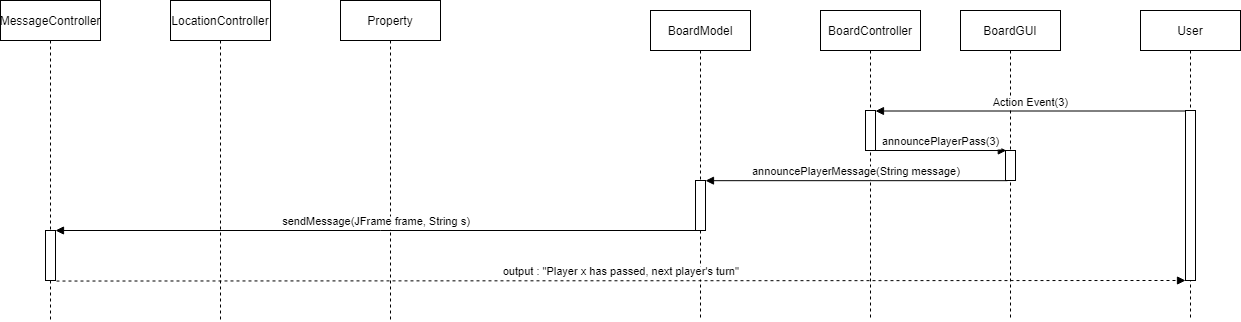 MessageController
LocationController
Property
BoardModel
BoardController
BoardGUI
User
Action Event(3)
announcePlayerPass(3)
announcePlayerMessage(String message)
sendMessage(JFrame frame, String s)
output : "Player x has passed, next player's turn"